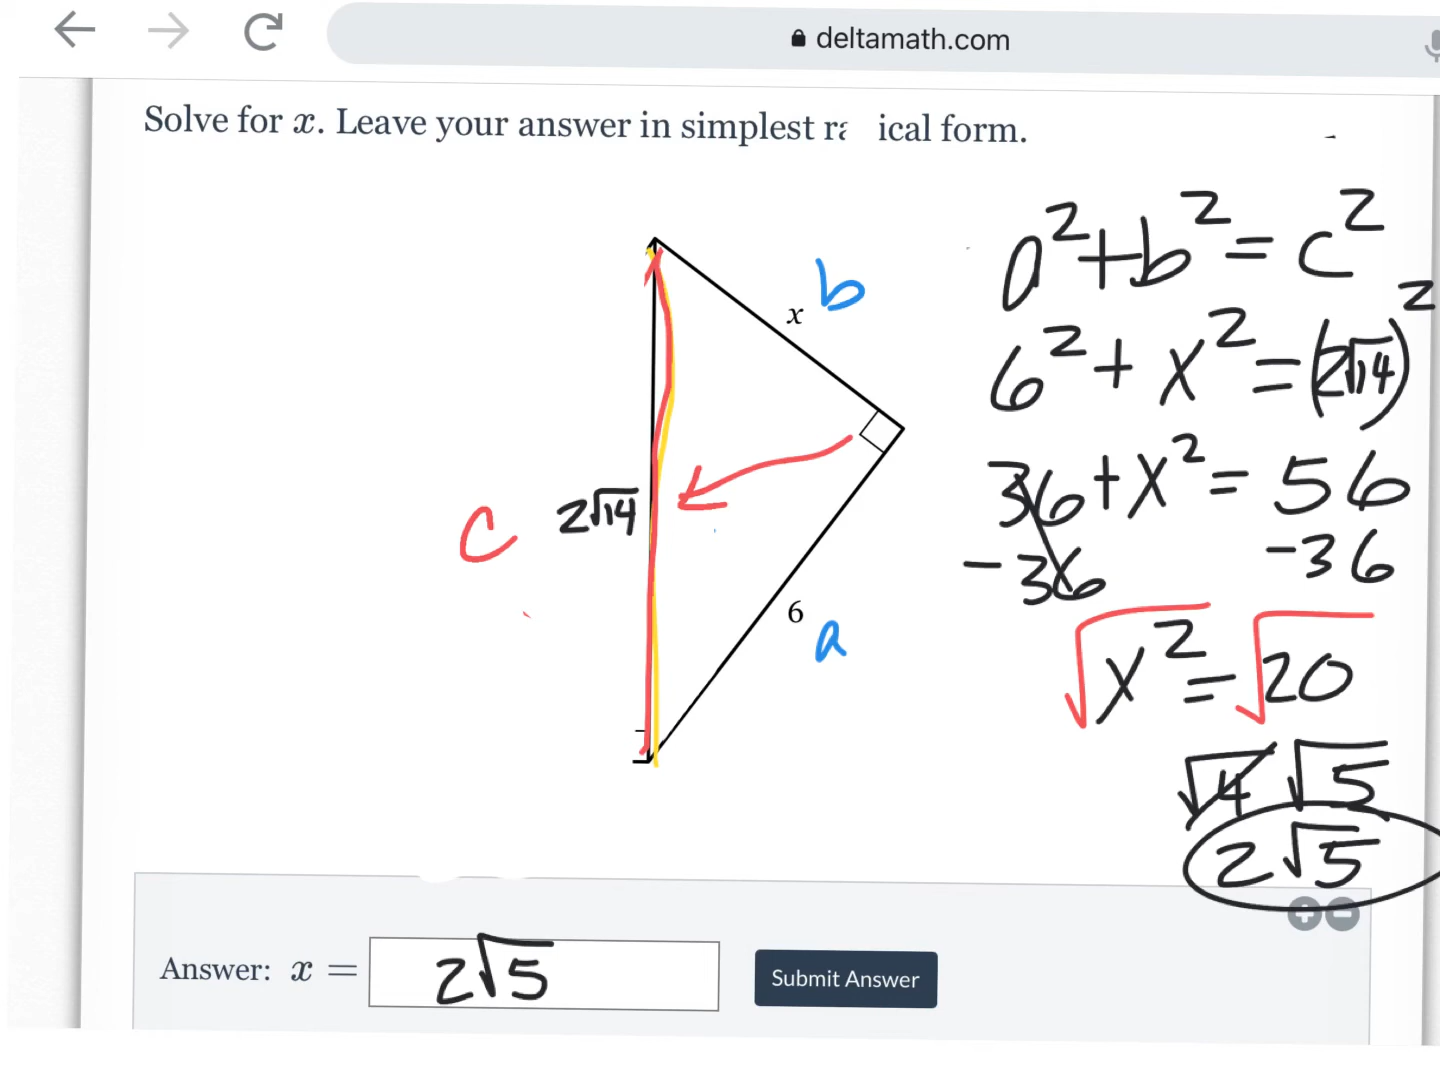 deltamath.com
Solve for x. Leave your answer in simplest ra ical form.
a² + b² = c²
6² + x² = (2√14)²
36 + x² = 56
-36 -36
√x² = √20
√4 √5
2√5
b
x
c 2√14
6
a
Answer: x = 2√5
Submit Answer